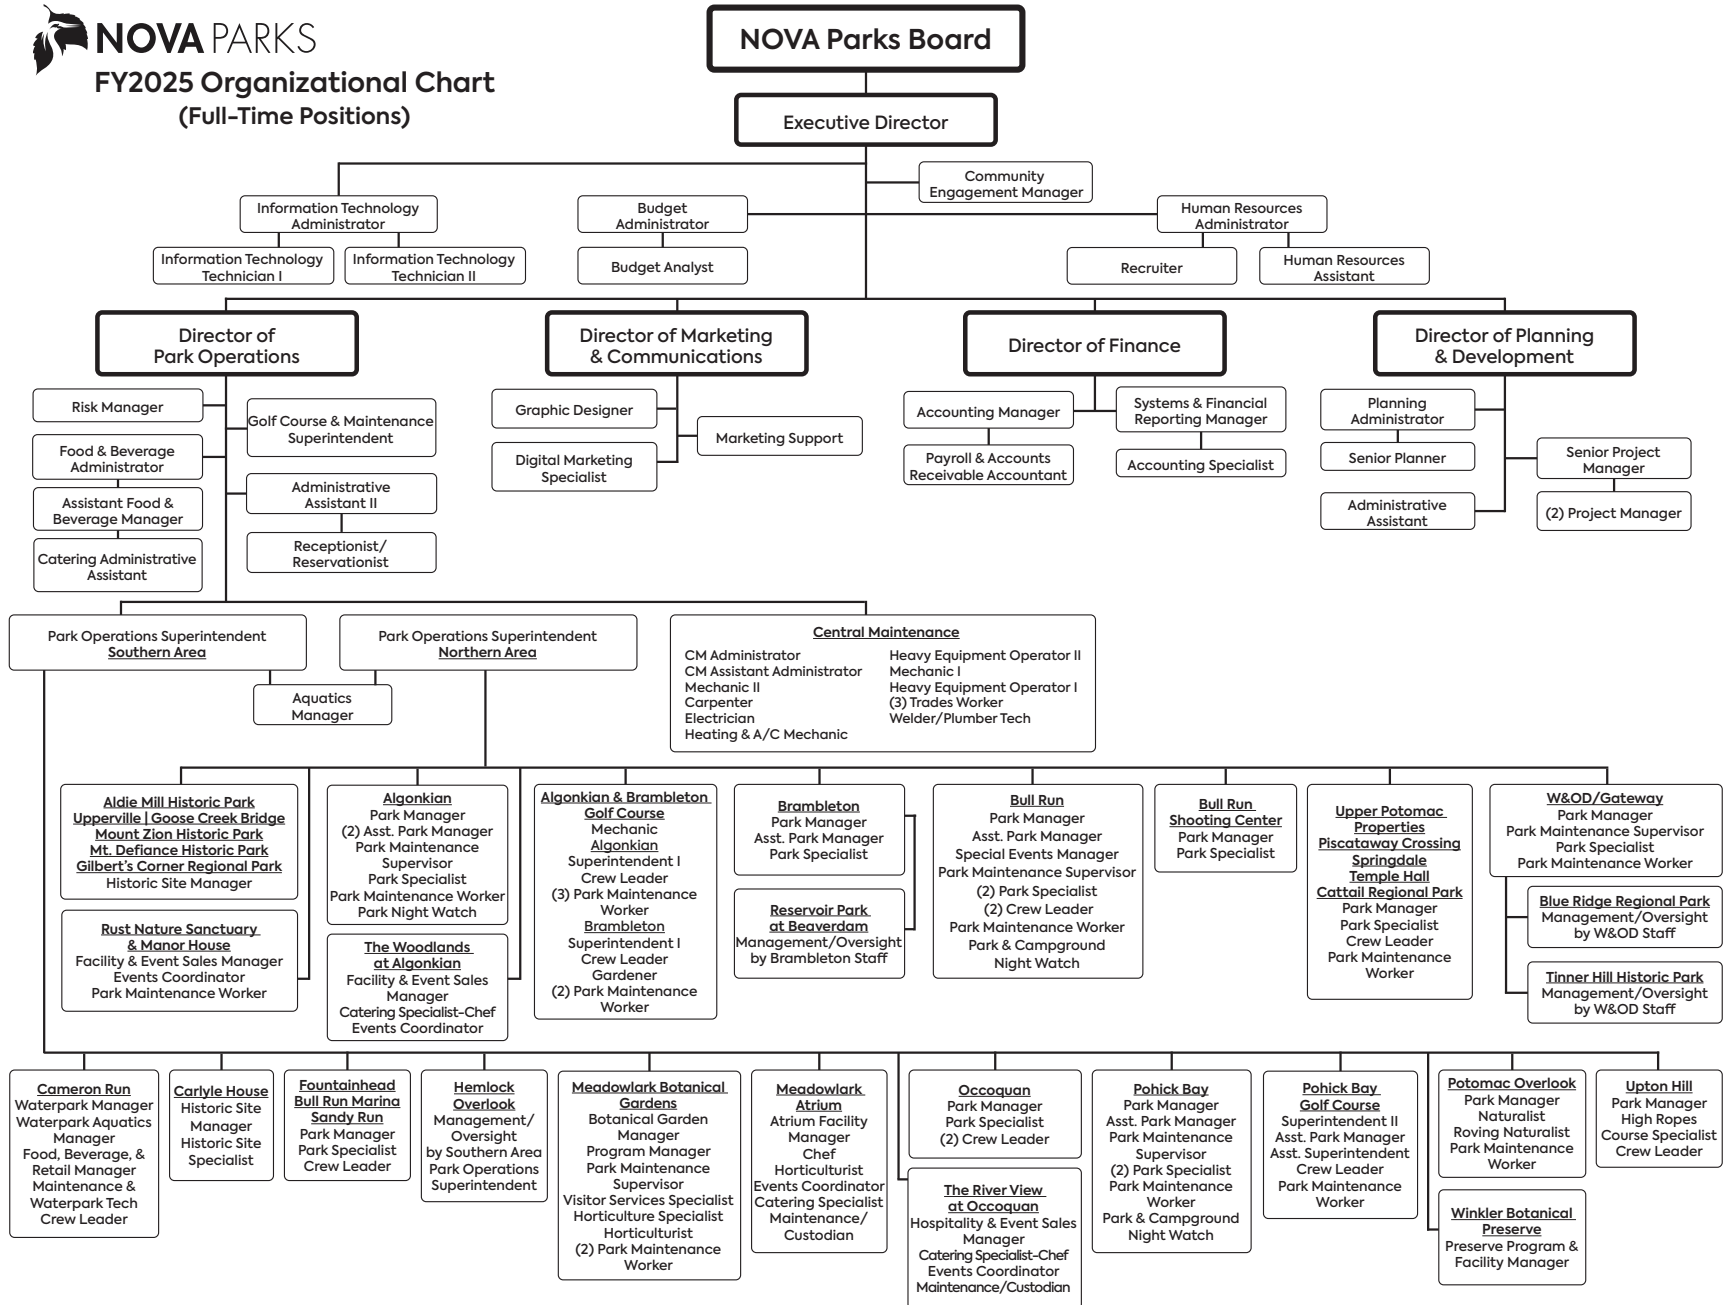 NOVA PARKS
FY2025 Organizational Chart
(Full-Time Positions)
NOVA Parks Board
Executive Director
Community
Engagement Manager
Information Technology
Administrator
Budget
Administrator
Human Resources
Administrator
Information Technology
Technician I
Information Technology
Technician II
Budget Analyst
Recruiter
Human Resources
Assistant
Director of
Park Operations
Director of Marketing
& Communications
Director of Finance
Director of Planning
& Development
Risk Manager
Golf Course & Maintenance
Superintendent
Food & Beverage
Administrator
Administrative
Assistant II
Assistant Food &
Beverage Manager
Receptionist/
Reservationist
Catering Administrative
Assistant
Graphic Designer
Marketing Support
Digital Marketing
Specialist
Accounting Manager
Systems & Financial
Reporting Manager
Payroll & Accounts
Receivable Accountant
Accounting Specialist
Planning
Administrator
Senior Planner
Senior Project
Manager
Administrative
Assistant
(2) Project Manager
Park Operations Superintendent
Southern Area
Park Operations Superintendent
Northern Area
Aquatics
Manager
Central Maintenance
CM Administrator
CM Assistant Administrator
Mechanic II
Carpenter
Electrician
Heating & A/C Mechanic
Heavy Equipment Operator II
Mechanic I
Heavy Equipment Operator I
(3) Trades Worker
Welder/Plumber Tech
Aldie Mill Historic Park
Upperville | Goose Creek Bridge
Mount Zion Historic Park
Mt. Defiance Historic Park
Gilbert's Corner Regional Park
Historic Site Manager
Rust Nature Sanctuary
& Manor House
Facility & Event Sales Manager
Events Coordinator
Park Maintenance Worker
Algonkian
Park Manager
(2) Asst. Park Manager
Park Maintenance
Supervisor
Park Specialist
Park Maintenance Worker
Park Night Watch
The Woodlands
at Algonkian
Facility & Event Sales
Manager
Catering Specialist-Chef
Events Coordinator
Algonkian & Brambleton
Golf Course
Mechanic
Algonkian
Superintendent I
Crew Leader
(3) Park Maintenance
Worker
Brambleton
Superintendent I
Crew Leader
Gardener
(2) Park Maintenance
Worker
Brambleton
Park Manager
Asst. Park Manager
Park Specialist
Reservoir Park
at Beaverdam
Management/Oversight
by Brambleton Staff
Bull Run
Park Manager
Asst. Park Manager
Special Events Manager
Park Maintenance Supervisor
(2) Park Specialist
(2) Crew Leader
Park Maintenance Worker
Park & Campground
Night Watch
Bull Run
Shooting Center
Park Manager
Park Specialist
Upper Potomac
Properties
Piscataway Crossing
Springdale
Temple Hall
Cattail Regional Park
Park Manager
Park Specialist
Crew Leader
Park Maintenance
Worker
W&OD/Gateway
Park Manager
Park Maintenance Supervisor
Park Specialist
Park Maintenance Worker
Blue Ridge Regional Park
Management/Oversight
by W&OD Staff
Tinner Hill Historic Park
Management/Oversight
by W&OD Staff
Cameron Run
Waterpark Manager
Waterpark Aquatics
Manager
Food, Beverage, &
Retail Manager
Maintenance &
Waterpark Tech
Crew Leader
Carlyle House
Historic Site
Manager
Historic Site
Specialist
Fountainhead
Bull Run Marina
Sandy Run
Park Manager
Park Specialist
Crew Leader
Hemlock
Overlook
Management/
Oversight
by Southern Area
Park Operations
Superintendent
Meadowlark Botanical
Gardens
Botanical Garden
Manager
Program Manager
Park Maintenance
Supervisor
Visitor Services Specialist
Horticulture Specialist
Horticulturist
(2) Park Maintenance
Worker
Meadowlark
Atrium
Atrium Facility
Manager
Chef
Horticulturist
Events Coordinator
Catering Specialist
Maintenance/
Custodian
Occoquan
Park Manager
Park Specialist
(2) Crew Leader
The River View
at Occoquan
Hospitality & Event Sales
Manager
Catering Specialist-Chef
Events Coordinator
Maintenance/Custodian
Pohick Bay
Park Manager
Asst. Park Manager
Park Maintenance
Supervisor
(2) Park Specialist
Park Maintenance
Worker
Park & Campground
Night Watch
Pohick Bay
Golf Course
Superintendent II
Asst. Park Manager
Asst. Superintendent
Crew Leader
Park Maintenance
Worker
Potomac Overlook
Park Manager
Naturalist
Roving Naturalist
Park Maintenance
Worker
Winkler Botanical
Preserve
Preserve Program &
Facility Manager
Upton Hill
Park Manager
High Ropes
Course Specialist
Crew Leader